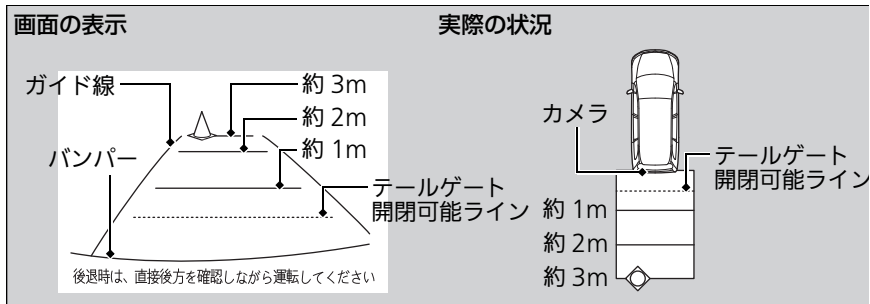 画面の表示
ガイド線
約 3m
約 2m
約 1m
バンパー
テールゲート
開閉可能ライン
後退時は、直接後方を確認しながら運転してください
実際の状況
カメラ
テールゲート
開閉可能ライン
約 1m
約 2m
約 3m